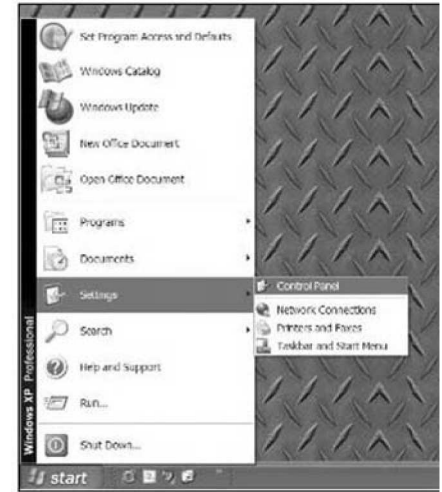 Set Program Access and Defaults
Windows Catalog
Windows Update
New Office Document
Open Office Document
Programs
Documents
Settings
Control Panel
Network Connections
Printers and Faxes
Taskbar and Start Menu
Search
Help and Support
Run...
Shut Down...
Windows XP Professional
start